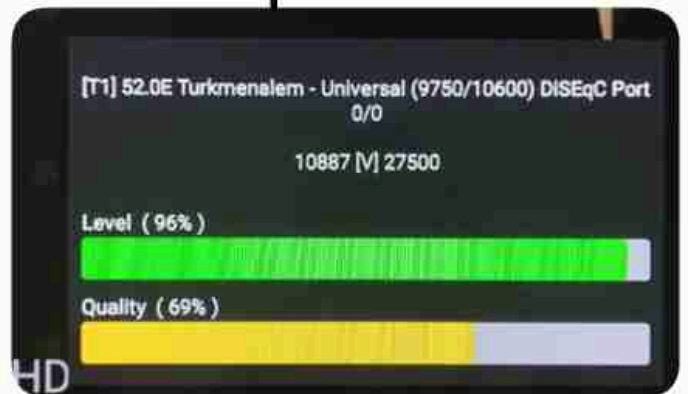 [T1] 52.0E Turkmenalem - Universal (9750/10600) DiSEqC Port
0/0
10887 [V] 27500
Level ( 96% )
Quality ( 69% )
HD